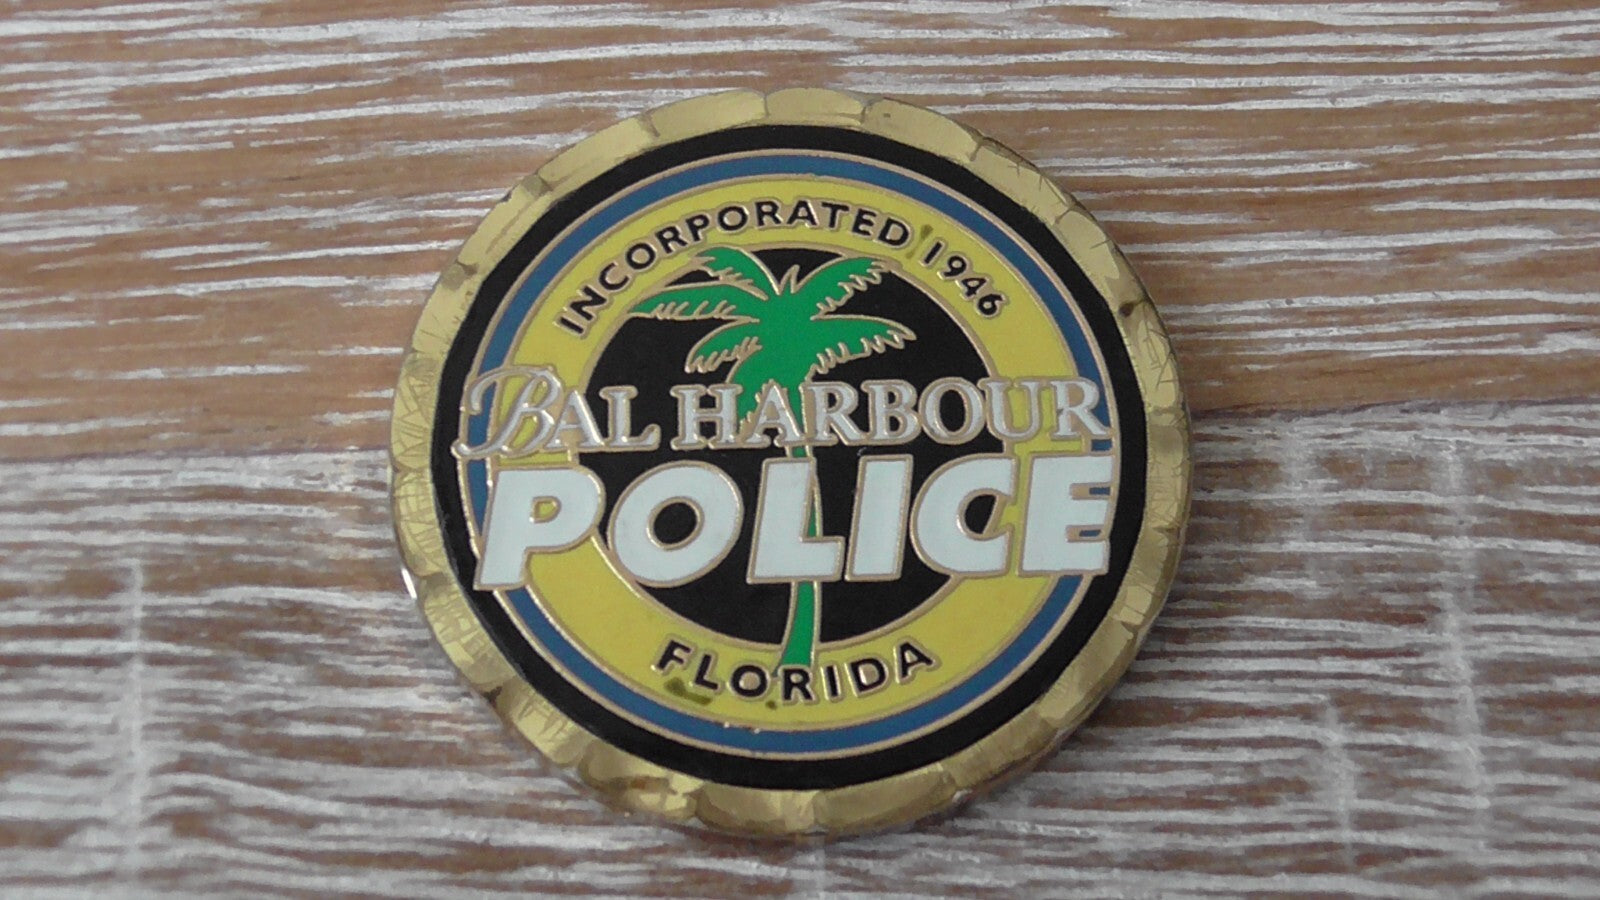 INCORPORATED 1946
BAL HARBOUR
POLICE
FLORIDA